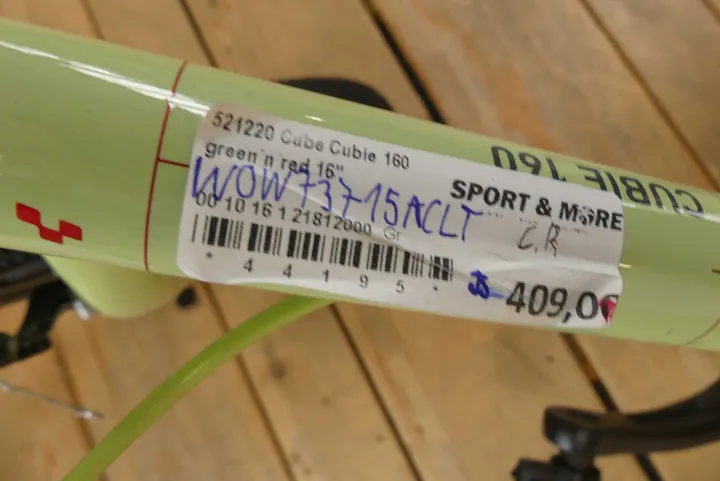 521220 Cube Cubie 160
green'n red 16"
WOW73715ACLT
SPORT & MORE
00 10 16 1 21812000 Gr
C.R
* 4 4 1 9 5 *
409,0
CUBIE 160